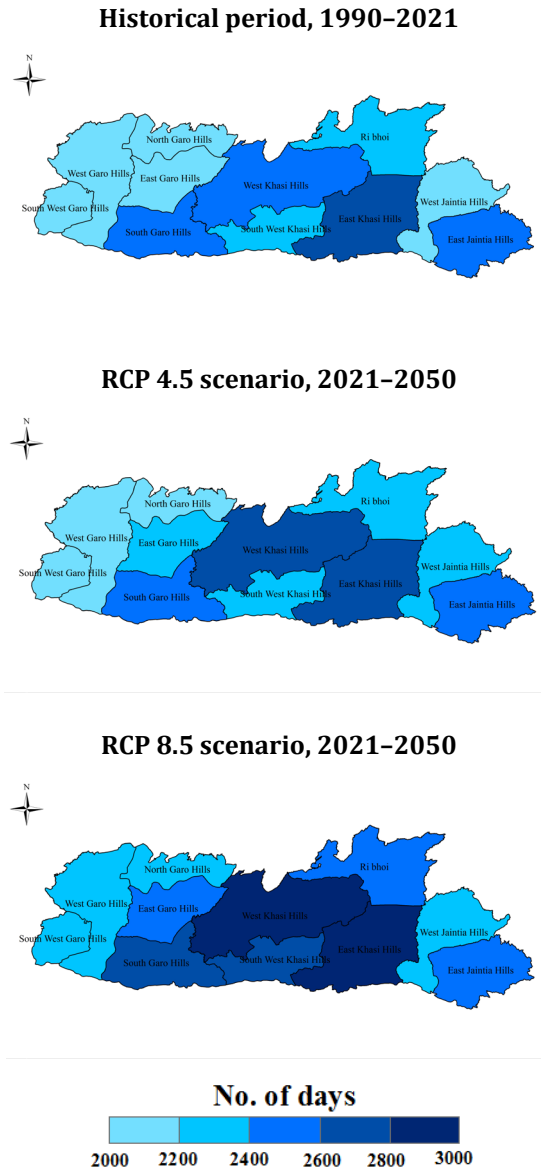 Historical period, 1990–2021
N
North Garo Hills
Ri bhoi
West Garo Hills
East Garo Hills
West Khasi Hills
South West Garo Hills
West Jaintia Hills
South Garo Hills
South West Khasi Hills
East Khasi Hills
East Jaintia Hills
RCP 4.5 scenario, 2021–2050
N
North Garo Hills
Ri bhoi
West Garo Hills
East Garo Hills
West Khasi Hills
South West Garo Hills
West Jaintia Hills
South Garo Hills
South West Khasi Hills
East Khasi Hills
East Jaintia Hills
RCP 8.5 scenario, 2021–2050
N
North Garo Hills
Ri bhoi
West Garo Hills
East Garo Hills
West Khasi Hills
South West Garo Hills
West Jaintia Hills
South Garo Hills
South West Khasi Hills
East Khasi Hills
East Jaintia Hills
No. of days
2000 2200 2400 2600 2800 3000